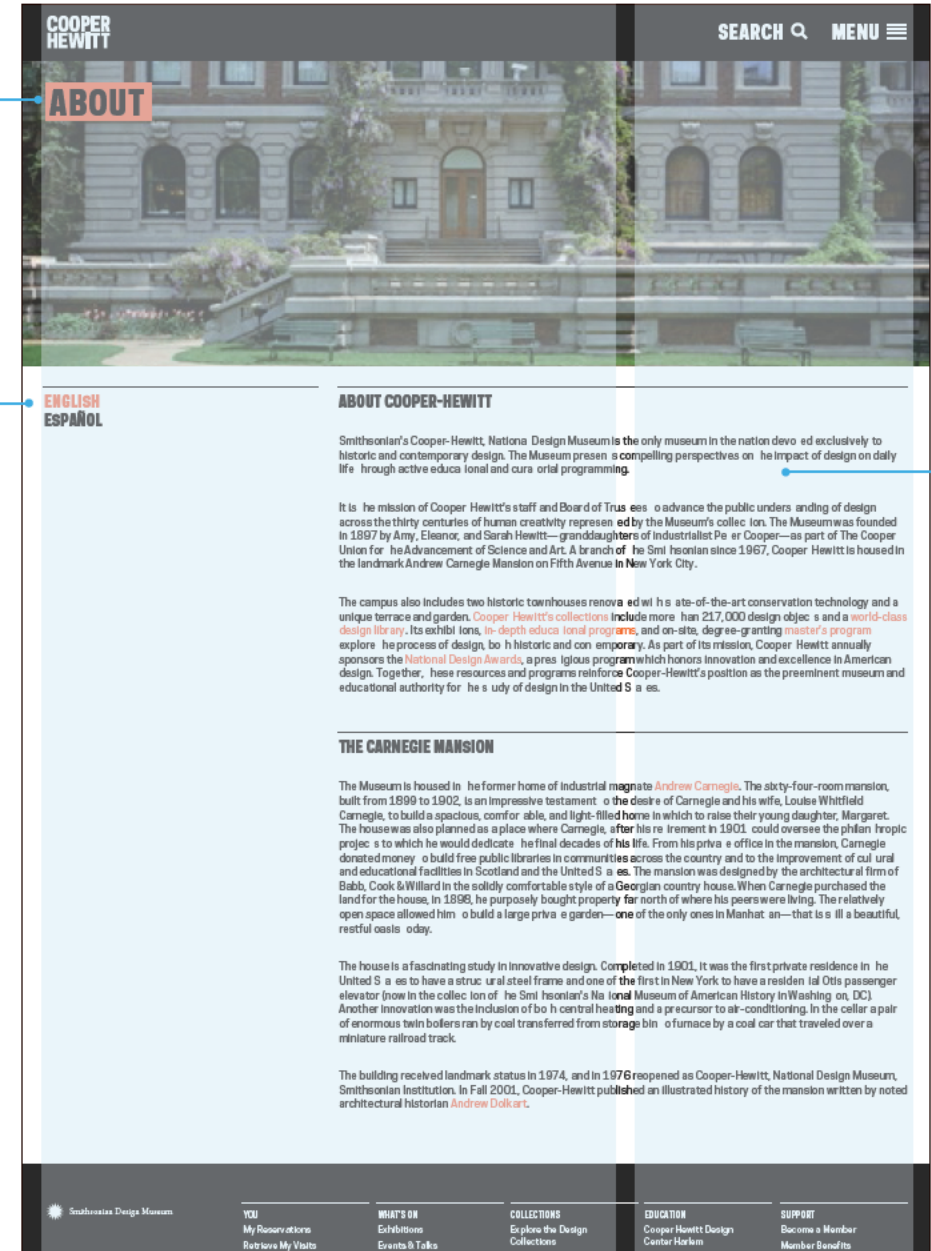 COOPER
HEWITT
SEARCH
MENU
ABOUT
ENGLISH
ESPAÑOL
ABOUT COOPER-HEWITT
Smithsonian's Cooper-Hewitt, Nationa Design Museum is the only museum in the nation devo ed exclusively to
historic and contemporary design. The Museum presen s compelling perspectives on he impact of design on daily
life hrough active educa ional and cura orial programming.
It is he mission of Cooper Hewitt's staff and Board of Trus ees o advance the public unders anding of design
across the thirty centuries of human creativity represen ed by the Museum's collec ion. The Museum was founded
in 1897 by Amy, Eleanor, and Sarah Hewitt—granddaughters of industrialist Pe er Cooper—as part of The Cooper
Union for he Advancement of Science and Art. A branch of he Smi hsonian since 1967, Cooper Hewitt is housed in
the landmark Andrew Carnegie Mansion on Fifth Avenue in New York City.
The campus also includes two historic townhouses renova ed wi h s ate-of-the-art conservation technology and a
unique terrace and garden. Cooper Hewitt's collections include more han 217,000 design objec s and a world-class
design library. Its exhibi ions, in-depth educa ional programs, and on-site, degree-granting master's program
explore he process of design, bo h historic and con emporary. As part of its mission, Cooper Hewitt annually
sponsors the National Design Awards, a pres igious program which honors innovation and excellence in American
design. Together, hese resources and programs reinforce Cooper-Hewitt's position as the preeminent museum and
educational authority for he s udy of design in the United S a es.
THE CARNEGIE MANSION
The Museum is housed in he former home of industrial magnate Andrew Carnegie. The sixty-four-room mansion,
built from 1899 to 1902, is an impressive testament o the desire of Carnegie and his wife, Louise Whitfield
Carnegie, to build a spacious, comfor able, and light-filled home in which to raise their young daughter, Margaret.
The house was also planned as a place where Carnegie, after his re irement in 1901 could oversee the philan hropic
projec s to which he would dedicate he final decades of his life. From his priva e office in the mansion, Carnegie
donated money o build free public libraries in communities across the country and to the improvement of cul ural
and educational facilities in Scotland and the United S a es. The mansion was designed by the architectural firm of
Babb, Cook & Willard in the solidly comfortable style of a Georgian country house. When Carnegie purchased the
land for the house, in 1898, he purposely bought property far north of where his peers were living. The relatively
open space allowed him o build a large priva e garden—one of the only ones in Manhat an—that is s ill a beautiful,
restful oasis oday.
The house is a fascinating study in innovative design. Completed in 1901, it was the first private residence in he
United S a es to have a struc ural steel frame and one of the first in New York to have a residen ial Otis passenger
elevator (now in the collec ion of he Smi hsonian's Na ional Museum of American History in Washing on, DC).
Another innovation was the inclusion of bo h central heating and a precursor to air-conditioning. In the cellar a pair
of enormous twin boilers ran by coal transferred from storage bin o furnace by a coal car that traveled over a
miniature railroad track.
The building received landmark status in 1974, and in 1976 reopened as Cooper-Hewitt, National Design Museum,
Smithsonian Institution. In Fall 2001, Cooper-Hewitt published an illustrated history of the mansion written by noted
architectural historian Andrew Dolkart.
Smithsonian Design Museum
YOU
My Reservations
Retrieve My Visits
WHAT'S ON
Exhibitions
Events & Talks
COLLECTIONS
Explore the Design
Collections
EDUCATION
Cooper Hewitt Design
Center Harlem
SUPPORT
Become a Member
Member Benefits